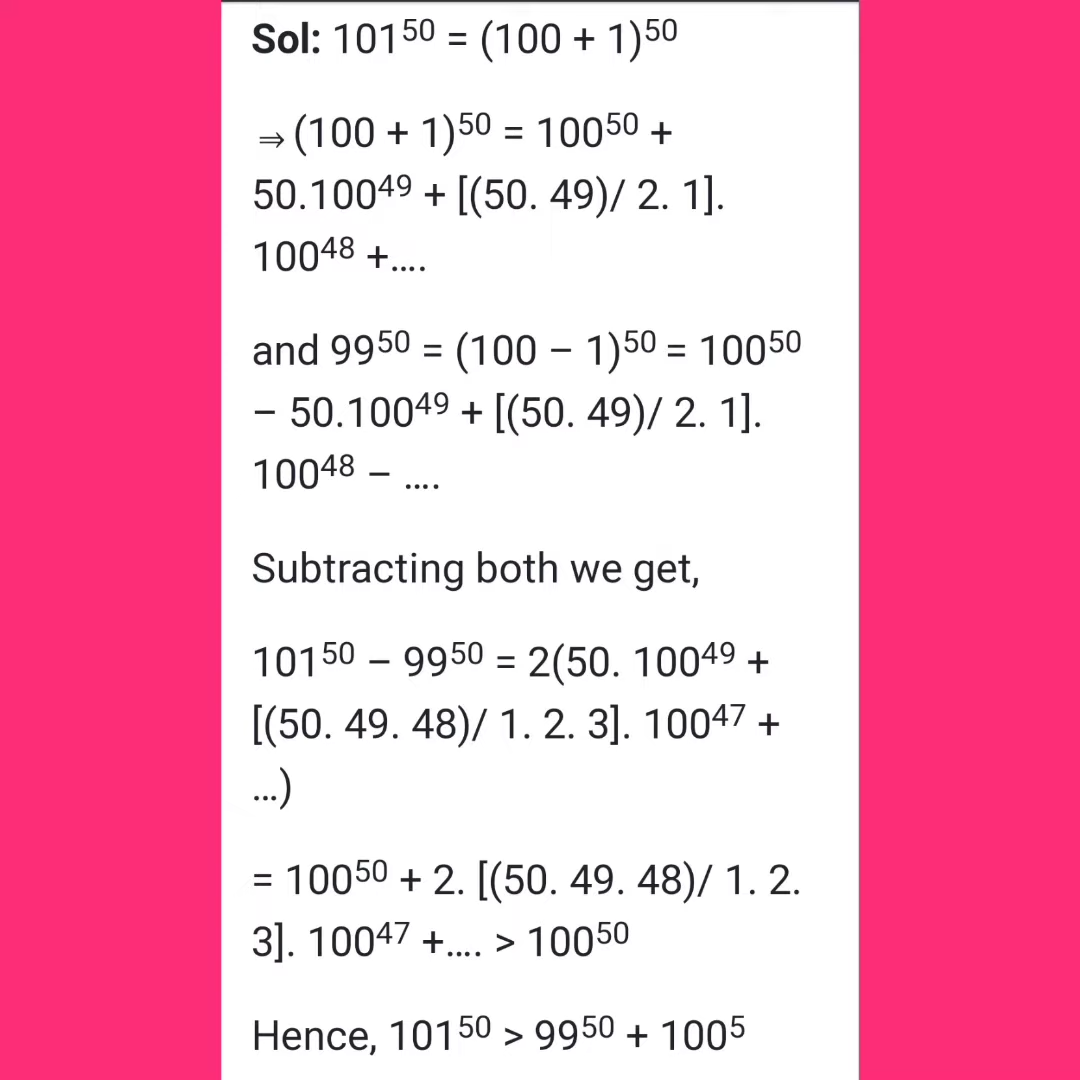 Sol: 101⁵⁰ = (100 + 1)⁵⁰
⇒ (100 + 1)⁵⁰ = 100⁵⁰ +
50.100⁴⁹ + [(50. 49)/ 2. 1].
100⁴⁸ +....
and 99⁵⁰ = (100 – 1)⁵⁰ = 100⁵⁰
– 50.100⁴⁹ + [(50. 49)/ 2. 1].
100⁴⁸ – ....
Subtracting both we get,
101⁵⁰ – 99⁵⁰ = 2(50. 100⁴⁹ +
[(50. 49. 48)/ 1. 2. 3]. 100⁴⁷ +
...)
= 100⁵⁰ + 2. [(50. 49. 48)/ 1. 2.
3]. 100⁴⁷ +.... > 100⁵⁰
Hence, 101⁵⁰ > 99⁵⁰ + 100⁵